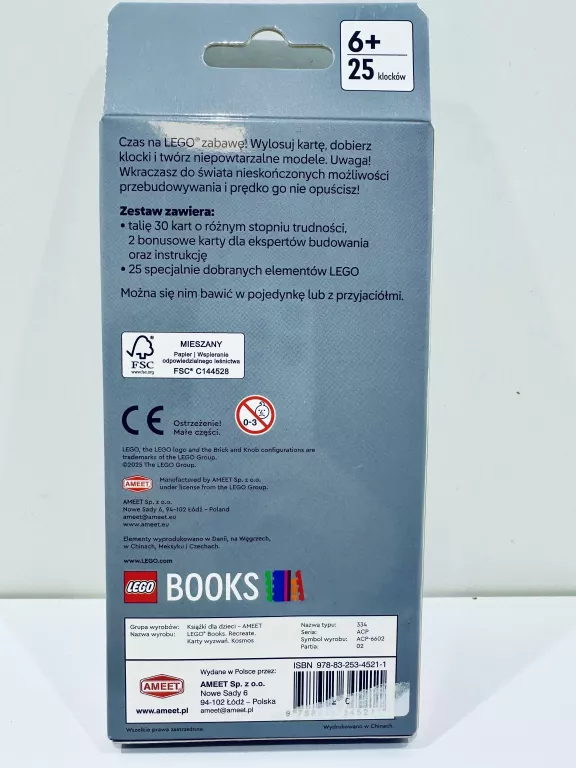 6+
25 klocków
Czas na LEGO® zabawę! Wylosuj kartę, dobierz
klocki i twórz niepowtarzalne modele. Uwaga!
Wkraczasz do świata nieskończonych możliwości
przebudowywania i prędko go nie opuścisz!
Zestaw zawiera:
• talię 30 kart o różnym stopniu trudności,
2 bonusowe karty dla ekspertów budowania
oraz instrukcję
• 25 specjalnie dobranych elementów LEGO
Można się nim bawić w pojedynkę lub z przyjaciółmi.
FSC
www.fsc.org
MIESZANY
Papier | Wspieranie
odpowiedzialnego leśnictwa
FSC® C144528
CE
Ostrzeżenie!
Małe części.
0-3
LEGO, the LEGO logo and the Brick and Knob configurations are
trademarks of the LEGO Group.
©2025 The LEGO Group.
AMEET
Manufactured by AMEET Sp. z o.o.
under license from the LEGO Group.
AMEET Sp. z o.o.
Nowe Sady 6, 94-102 Łódź – Poland
ameet@ameet.eu
www.ameet.eu
Elementy wyprodukowano w Danii, na Węgrzech,
w Chinach, Meksyku i Czechach.
www.LEGO.com
LEGO BOOKS
Grupa wyrobów: Książki dla dzieci – AMEET
Nazwa wyrobu: LEGO® Books. Recreate.
Karty wyzwań. Kosmos
Nazwa typu: 334
Seria: ACP
Symbol wyrobu: ACP-6602
Partia: 02
AMEET
www.ameet.pl
Wydane w Polsce przez:
AMEET Sp. z o.o.
Nowe Sady 6
94-102 Łódź – Polska
ameet@ameet.pl
ISBN 978-83-253-4521-1
Wszelkie prawa zastrzeżone.
Wydrukowano w Chinach.